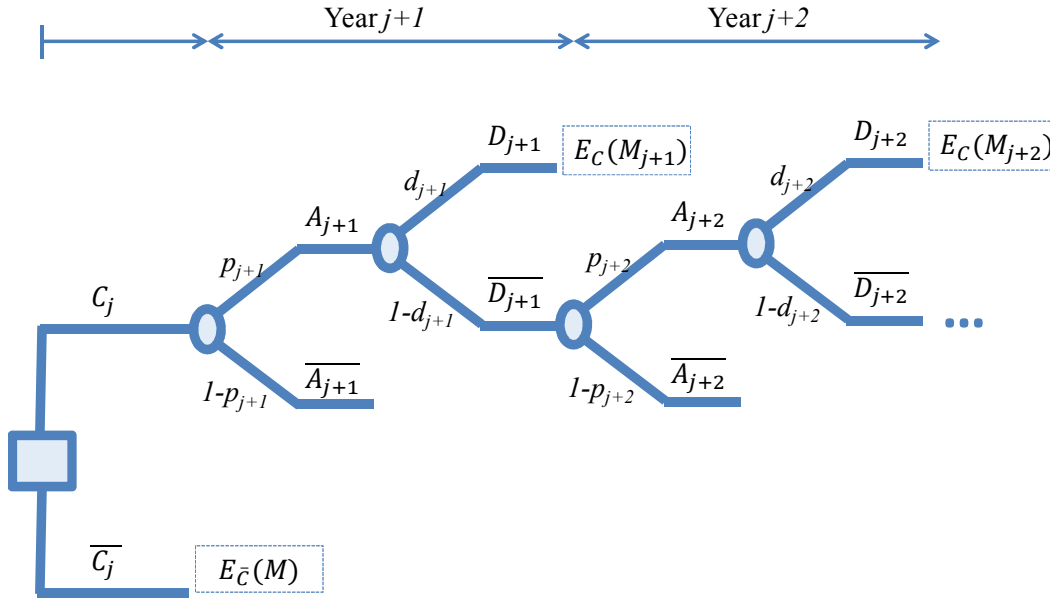 Year j+1 Year j+2
D_{j+1} E_C(M_{j+1}) D_{j+2} E_C(M_{j+2})
d_{j+1} d_{j+2}
A_{j+1} A_{j+2}
p_{j+1} \overline{D_{j+1}} p_{j+2} \overline{D_{j+2}}
C_j 1-d_{j+1} 1-d_{j+2} ...
\overline{A_{j+1}} \overline{A_{j+2}}
1-p_{j+1} 1-p_{j+2}
\overline{C_j} E_{\bar{C}}(M)